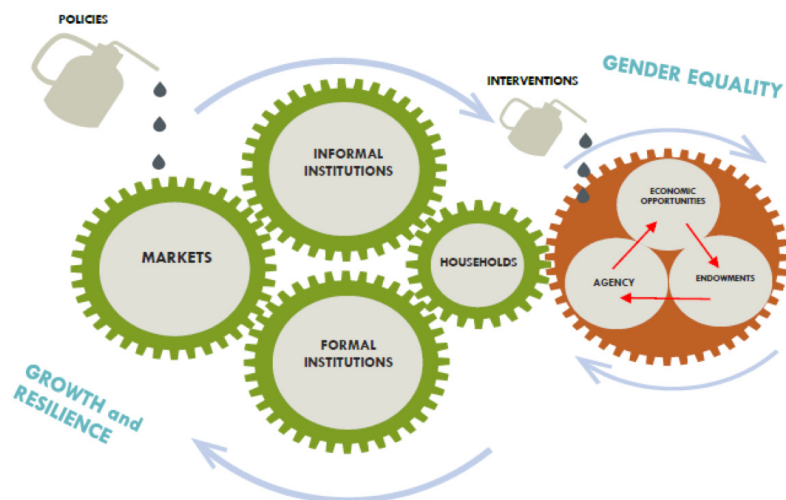 POLICIES
INTERVENTIONS
GENDER EQUALITY
INFORMAL
INSTITUTIONS
ECONOMIC
OPPORTUNITIES
MARKETS
HOUSEHOLDS
AGENCY
ENDOWMENTS
FORMAL
INSTITUTIONS
GROWTH and
RESILIENCE